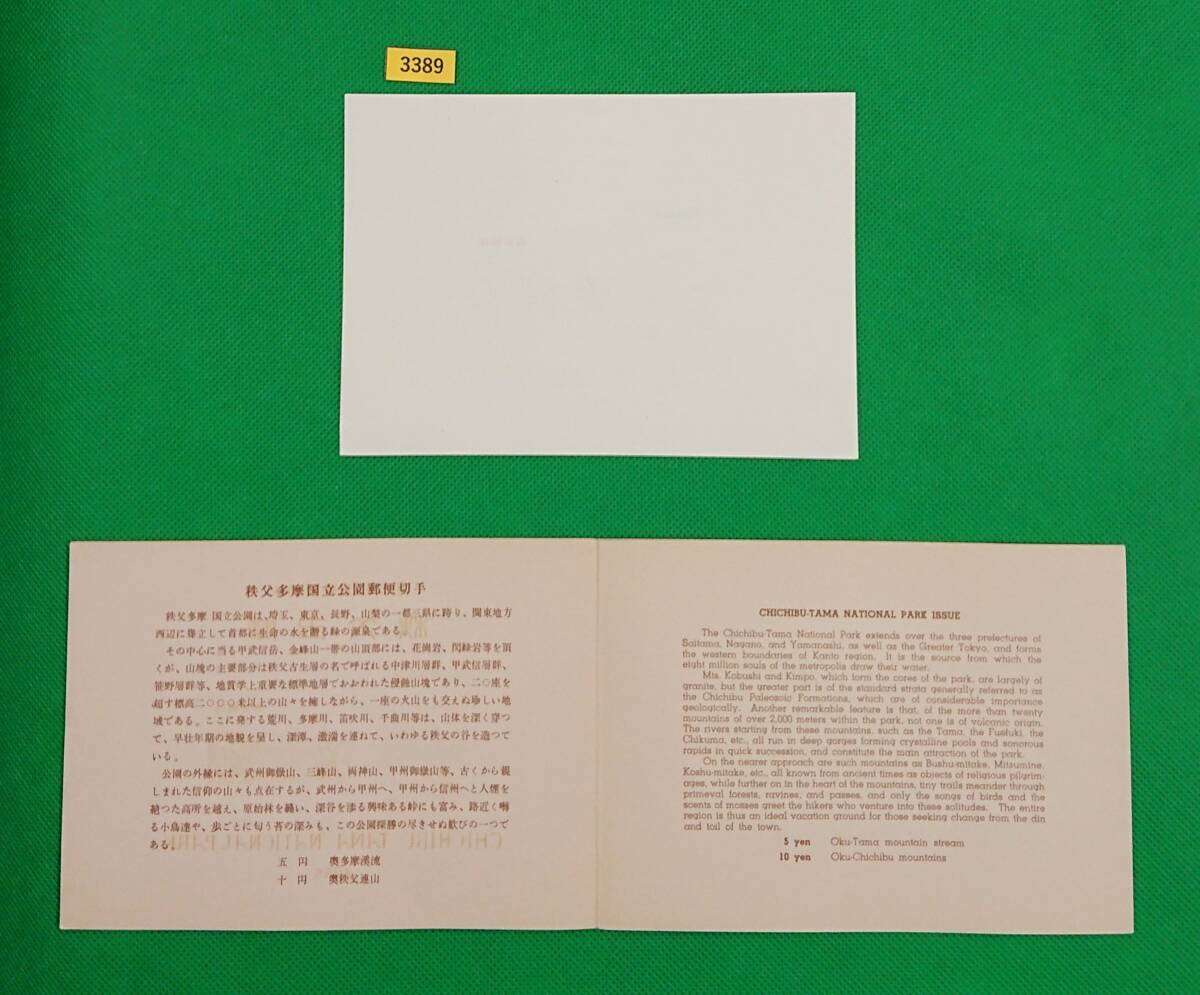 3389
秩父多摩国立公園郵便切手
秩父多摩 国立公園は、埼玉、東京、長野、山梨の一都三県に跨り、関東地方
西辺に聳立して首都に生命の水を贈る緑の源泉である。
その中心に当る甲武信岳、金峰山一帯の山頂部には、花崗岩、閃緑岩等を頂
くが、山塊の主要部分は秩父古生層の名で呼ばれる中津川層群、甲武信層群、
笹野層群等、地質学上重要な標準地層でおおわれた侵蝕山塊であり、二〇座を
超す標高二〇〇〇米以上の山々を擁しながら、一座の火山をも交えぬ珍しい地
域である。ここに発する荒川、多摩川、笛吹川、千曲川等は、山体を深く穿つ
て、早壮年期の地貌を呈し、深潭、激湍を連ねて、いわゆる秩父の谷を造つて
いる。
公園の外縁には、武州御嶽山、三峰山、両神山、甲州御嶽山等、古くから親
しまれた信仰の山々も点在するが、武州から甲州へ、甲州から信州へと人煙を
絶つた高所を越え、原始林を縫い、深谷を渉る興味ある峠にも富み、路近く囀
る小鳥達や、歩ごとに匂う苔の深みも、この公園探勝の尽きせぬ歓びの一つで
ある。
五 円 奥多摩溪流
十 円 奥秩父連山
CHICHIBU-TAMA NATIONAL PARK ISSUE
The Chichibu-Tama National Park extends over the three prefectures of
Saitama, Nagano, and Yamanashi, as well as the Greater Tokyo, and forms
the western boundaries of Kanto region. It is the source from which the
eight million souls of the metropolis draw their water.
Mts. Kobushi and Kimpo, which form the cores of the park, are largely of
granite, but the greater part is of the standard strata generally referred to as
the Chichibu Paleosoic Formations, which are of considerable importance
geologically. Another remarkable feature is that, of the more than twenty
mountains of over 2,000 meters within the park, not one is of volcanic origin.
The rivers starting from these mountains, such as the Tama, the Fuefuki, the
Chikuma, etc., all run in deep gorges forming crystalline pools and sonorous
rapids in quick succession, and constitute the main attraction of the park.
On the nearer approach are such mountains as Bushu-mitake, Mitsumine,
Koshu-mitake, etc., all known from ancient times as objects of religious pilgrim-
ages, while further on in the heart of the mountains, tiny trails meander through
primeval forests, ravines, and passes, and only the songs of birds and the
scents of mosses greet the hikers who venture into these solitudes. The entire
region is thus an ideal vacation ground for those seeking change from the din
and toil of the town.
5 yen Oku-Tama mountain stream
10 yen Oku-Chichibu mountains